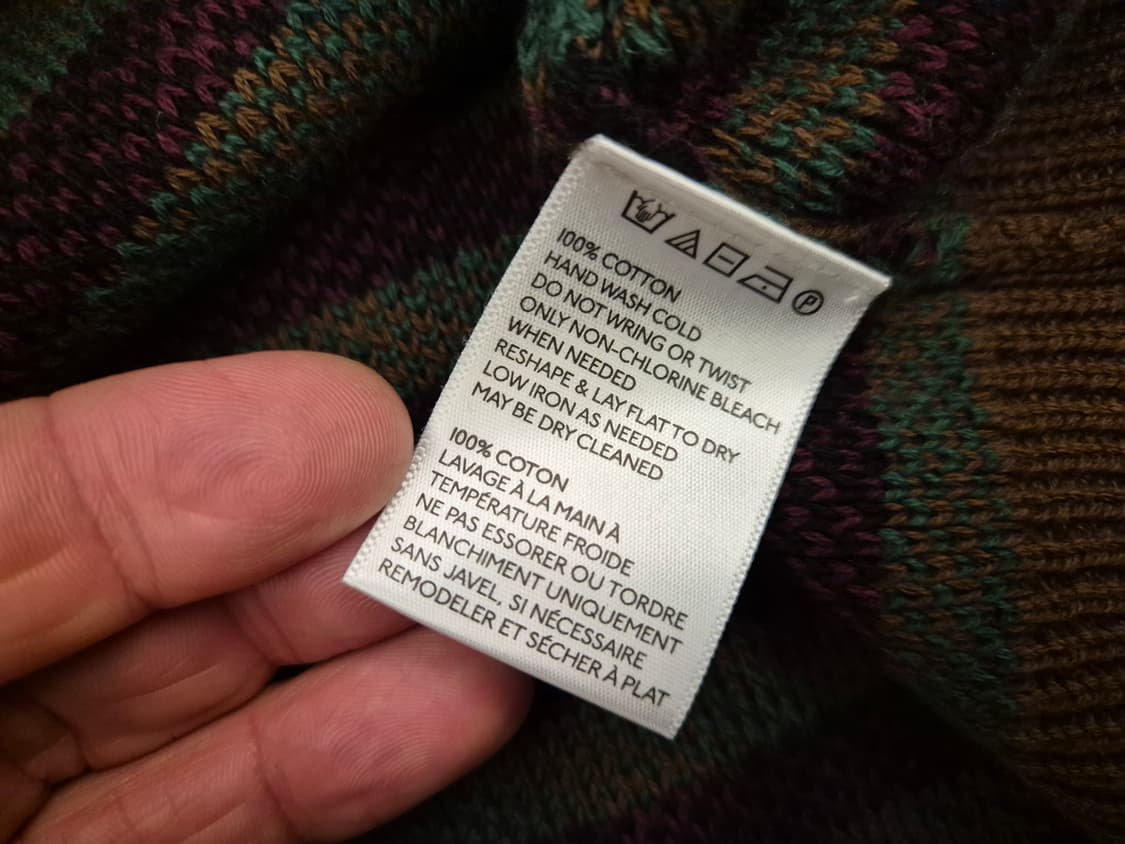 100% COTTON
HAND WASH COLD
DO NOT WRING OR TWIST
ONLY NON-CHLORINE BLEACH
WHEN NEEDED
RESHAPE & LAY FLAT TO DRY
LOW IRON AS NEEDED
MAY BE DRY CLEANED
100% COTON
LAVAGE À LA MAIN À
TEMPÉRATURE FROIDE
NE PAS ESSORER OU TORDRE
BLANCHIMENT UNIQUEMENT
SANS JAVEL, SI NÉCESSAIRE
REMODELER ET SÉCHER À PLAT